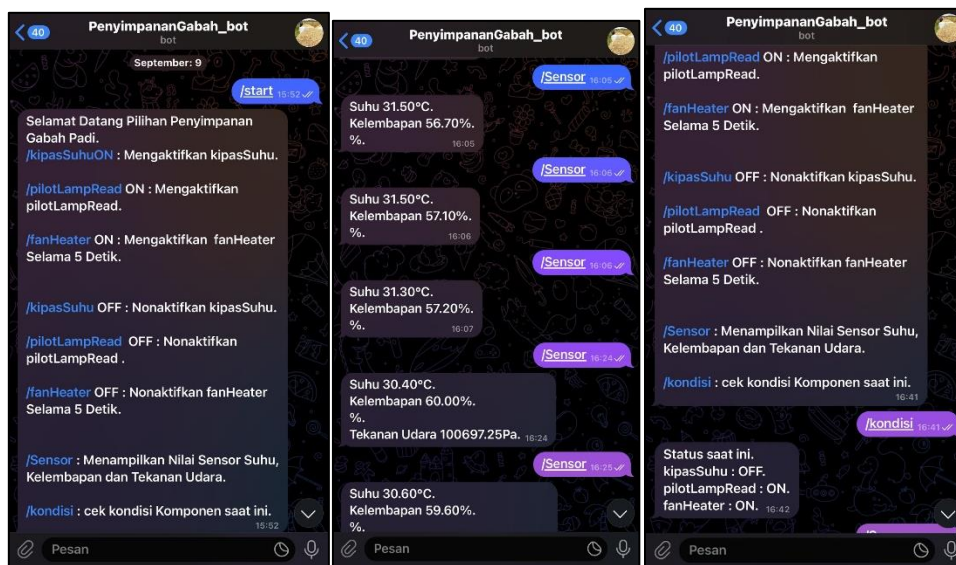 40
PenyimpananGabah_bot
bot
September: 9
/start 15:52
Selamat Datang Pilihan Penyimpanan
Gabah Padi.
/kipasSuhuON : Mengaktifkan kipasSuhu.
/pilotLampRead ON : Mengaktifkan
pilotLampRead.
/fanHeater ON : Mengaktifkan fanHeater
Selama 5 Detik.
/kipasSuhu OFF : Nonaktifkan kipasSuhu.
/pilotLampRead OFF : Nonaktifkan
pilotLampRead .
/fanHeater OFF : Nonaktifkan fanHeater
Selama 5 Detik.
/Sensor : Menampilkan Nilai Sensor Suhu,
Kelembapan dan Tekanan Udara.
/kondisi : cek kondisi Komponen saat ini.
15:52
Pesan
40
PenyimpananGabah_bot
bot
/Sensor 16:05
Suhu 31.50°C.
Kelembapan 56.70%.
%. 16:05
/Sensor 16:06
Suhu 31.50°C.
Kelembapan 57.10%.
%. 16:06
/Sensor 16:06
Suhu 31.30°C.
Kelembapan 57.20%.
%. 16:07
/Sensor 16:24
Suhu 30.40°C.
Kelembapan 60.00%.
%.
Tekanan Udara 100697.25Pa. 16:24
/Sensor 16:25
Suhu 30.60°C.
Kelembapan 59.60%.
%.
Pesan
40
PenyimpananGabah_bot
bot
/pilotLampRead ON : Mengaktifkan
pilotLampRead.
/fanHeater ON : Mengaktifkan fanHeater
Selama 5 Detik.
/kipasSuhu OFF : Nonaktifkan kipasSuhu.
/pilotLampRead OFF : Nonaktifkan
pilotLampRead .
/fanHeater OFF : Nonaktifkan fanHeater
Selama 5 Detik.
/Sensor : Menampilkan Nilai Sensor Suhu,
Kelembapan dan Tekanan Udara.
/kondisi : cek kondisi Komponen saat ini.
16:41
/kondisi 16:41
Status saat ini.
kipasSuhu : OFF.
pilotLampRead : ON.
fanHeater : ON. 16:42
Pesan